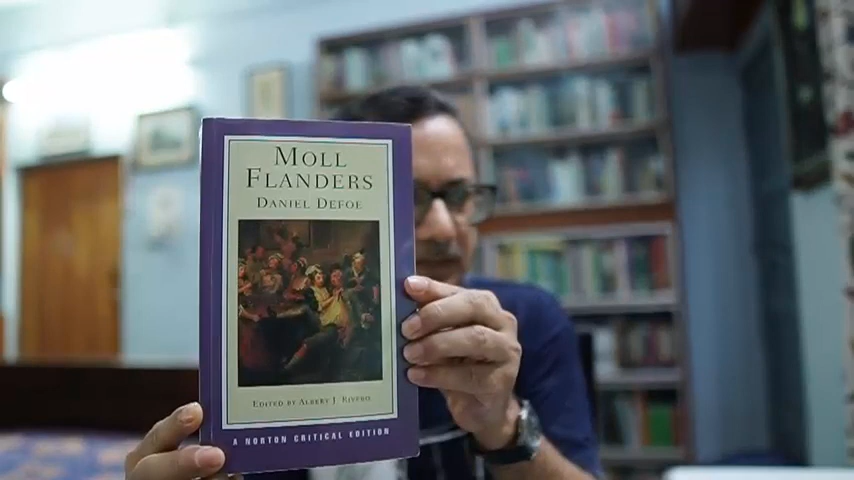 MOLL
FLANDERS
DANIEL DEFOE
EDITED BY ALBERT J. RIVERO
A NORTON CRITICAL EDITION